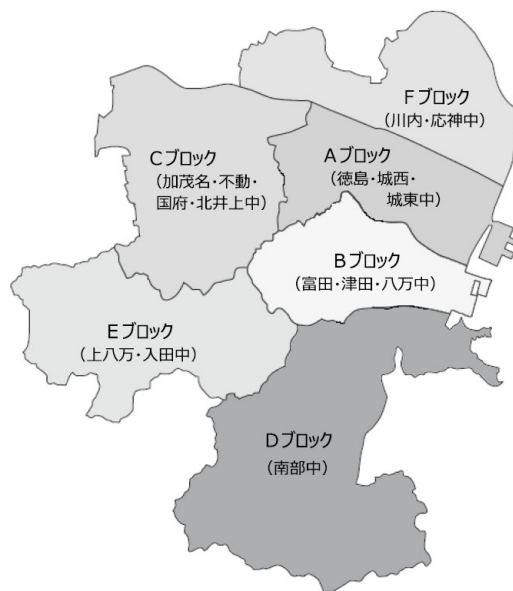 Fブロック
(川内・応神中)
Cブロック
(加茂名・不動・
国府・北井上中)
Aブロック
(徳島・城西・
城東中)
Bブロック
(富田・津田・八万中)
Eブロック
(上八万・入田中)
Dブロック
(南部中)